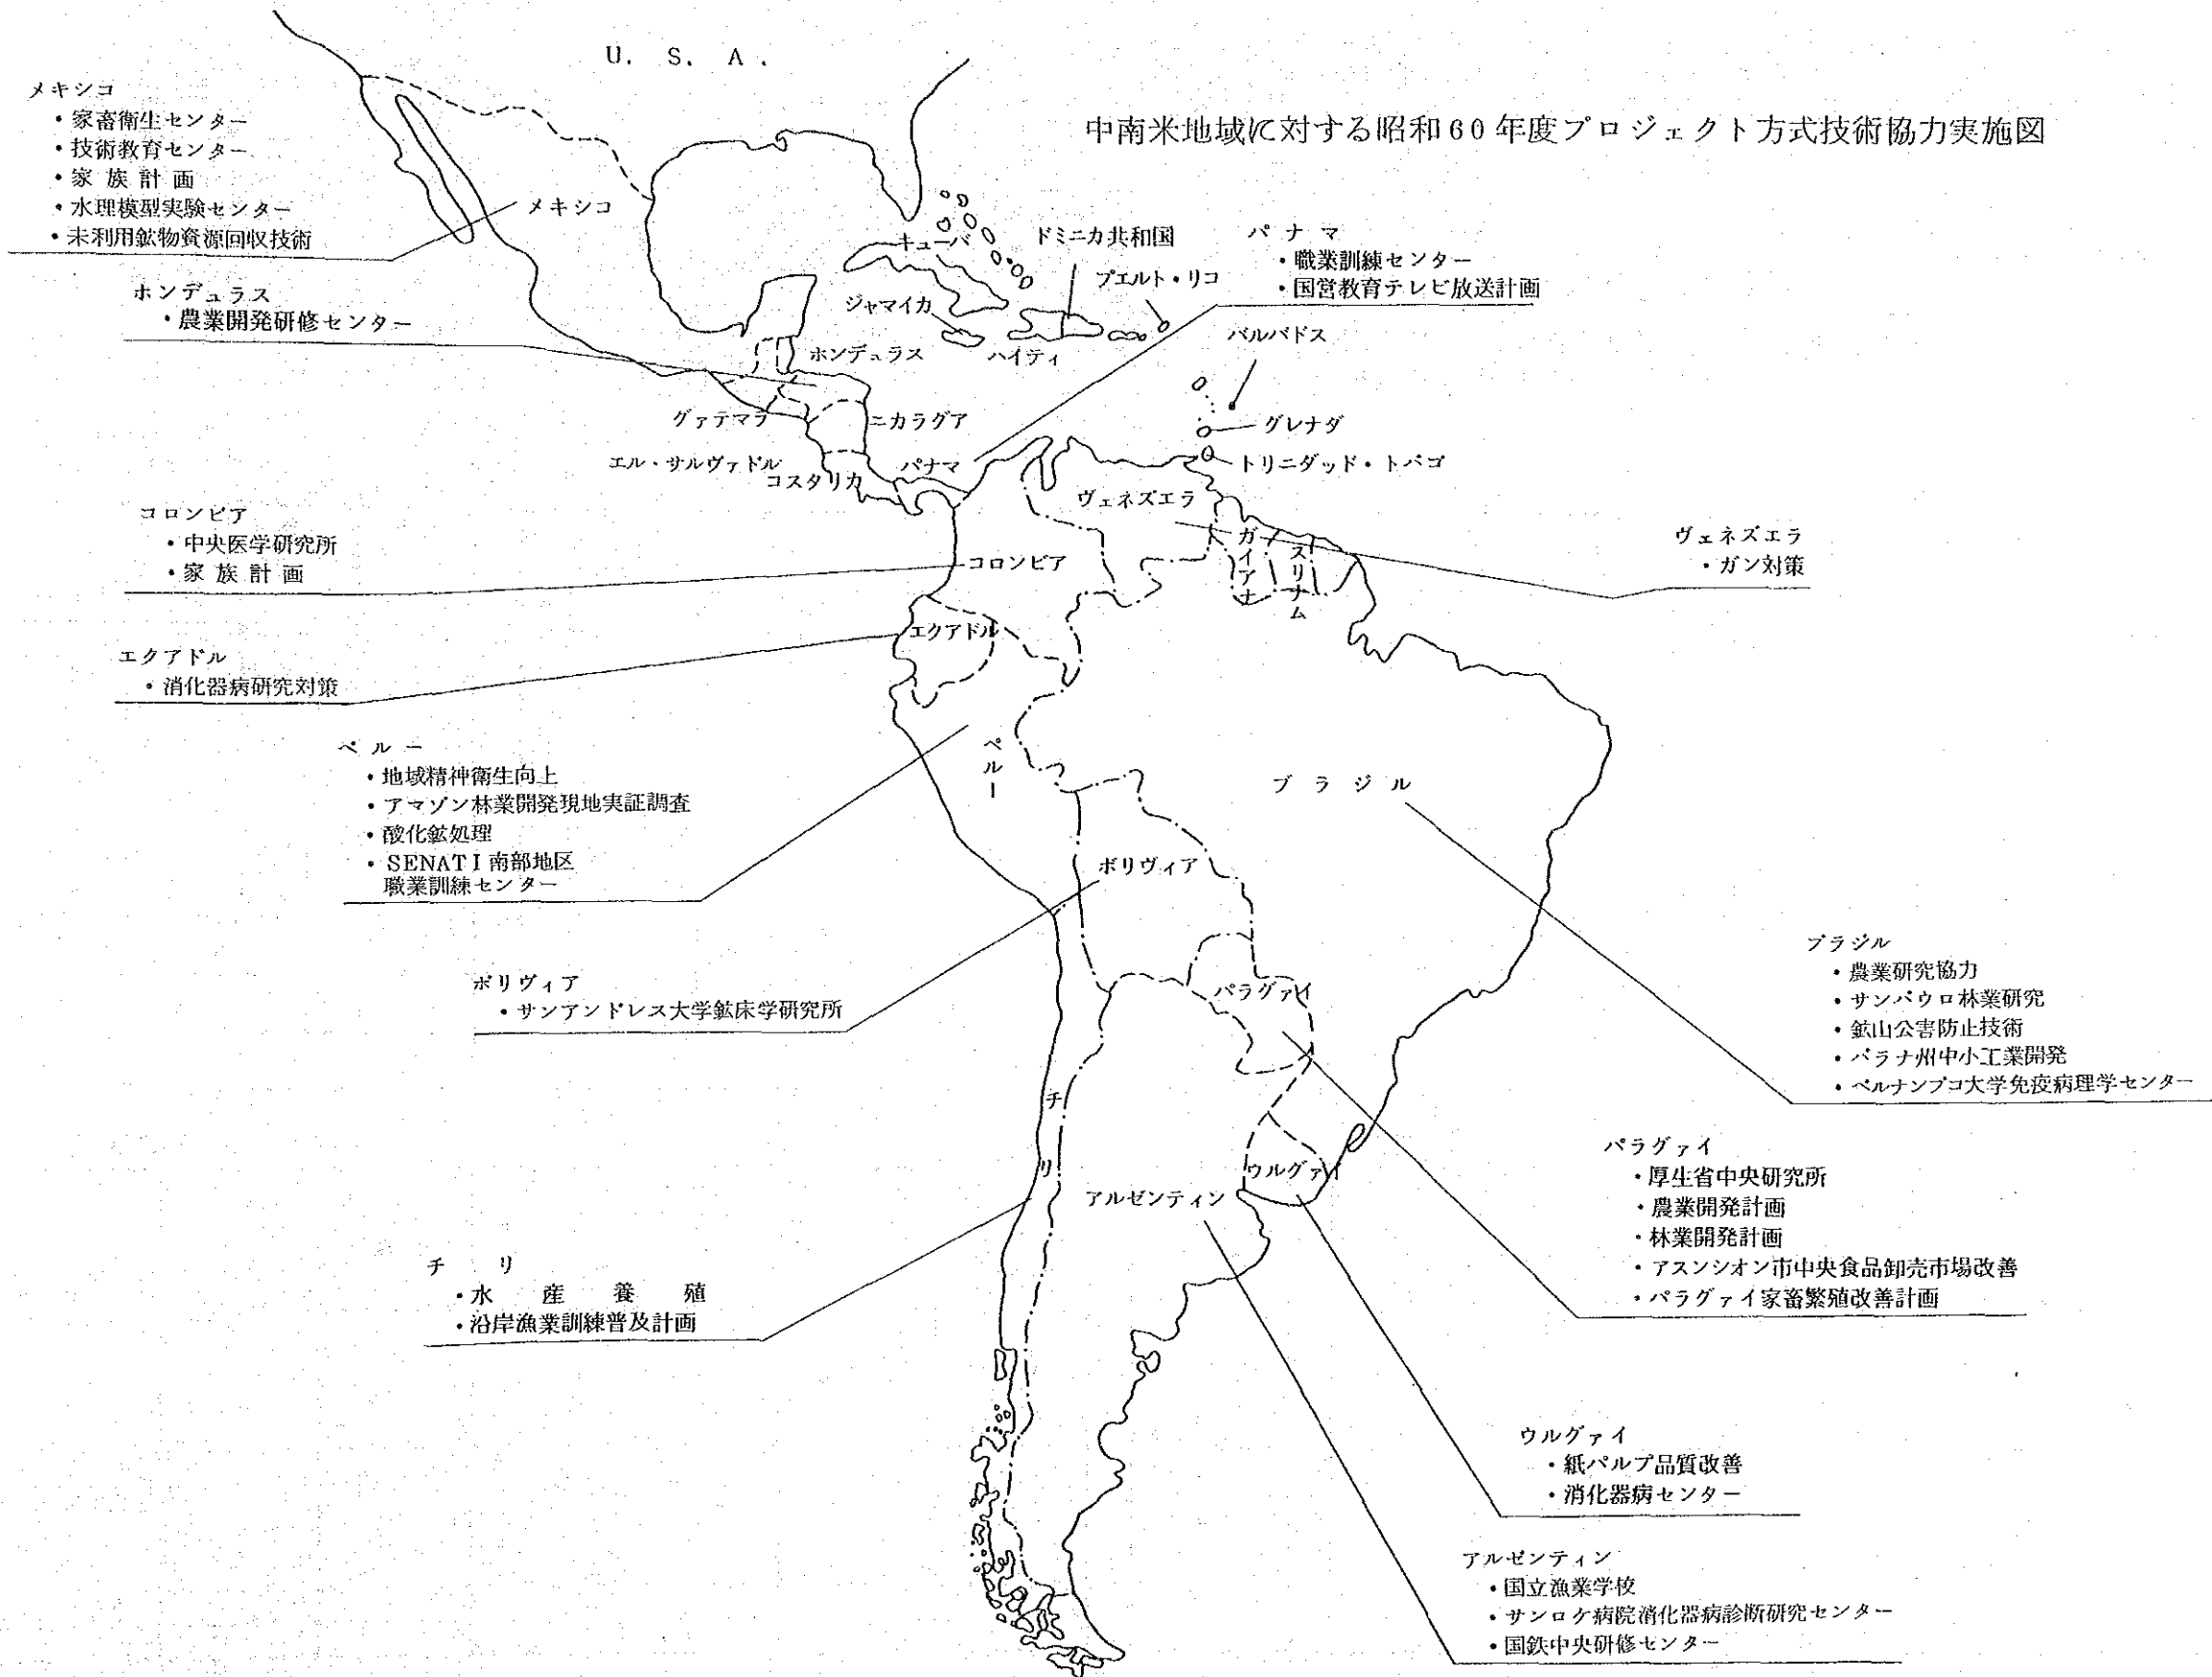 U. S. A.
中南米地域に対する昭和60年度プロジェクト方式技術協力実施図
メキシコ
・家畜衛生センター
・技術教育センター
・家族計画
・水理模型実験センター
・未利用鉱物資源回収技術
メキシコ
キューバ
ドミニカ共和国
プエルト・リコ
パナマ
・職業訓練センター
・国営教育テレビ放送計画
ホンデュラス
・農業開発研修センター
ジャマイカ
ホンデュラス
ハイティ
バルバドス
グァテマラ
ニカラグア
グレナダ
エル・サルヴァドル
コスタリカ
パナマ
トリニダッド・トバゴ
ヴェネズエラ
コロンビア
・中央医学研究所
・家族計画
コロンビア
ガイアナ
スリナム
ヴェネズエラ
・ガン対策
エクアドル
エクアドル
・消化器病研究対策
ペルー
・地域精神衛生向上
・アマゾン林業開発現地実証調査
・酸化鉱処理
・SENATI南部地区
職業訓練センター
ペルー
ブラジル
ボリヴィア
ボリヴィア
・サンアンドレス大学鉱床学研究所
パラグァイ
ブラジル
・農業研究協力
・サンパウロ林業研究
・鉱山公害防止技術
・パラナ州中小工業開発
・ペルナンブコ大学免疫病理学センター
チリ
ウルグァイ
アルゼンティン
パラグァイ
・厚生省中央研究所
・農業開発計画
・林業開発計画
・アスンシオン市中央食品卸売市場改善
・パラグァイ家畜繁殖改善計画
チリ
・水産養殖
・沿岸漁業訓練普及計画
ウルグァイ
・紙パルプ品質改善
・消化器病センター
アルゼンティン
・国立漁業学校
・サンロケ病院消化器病診断研究センター
・国鉄中央研修センター